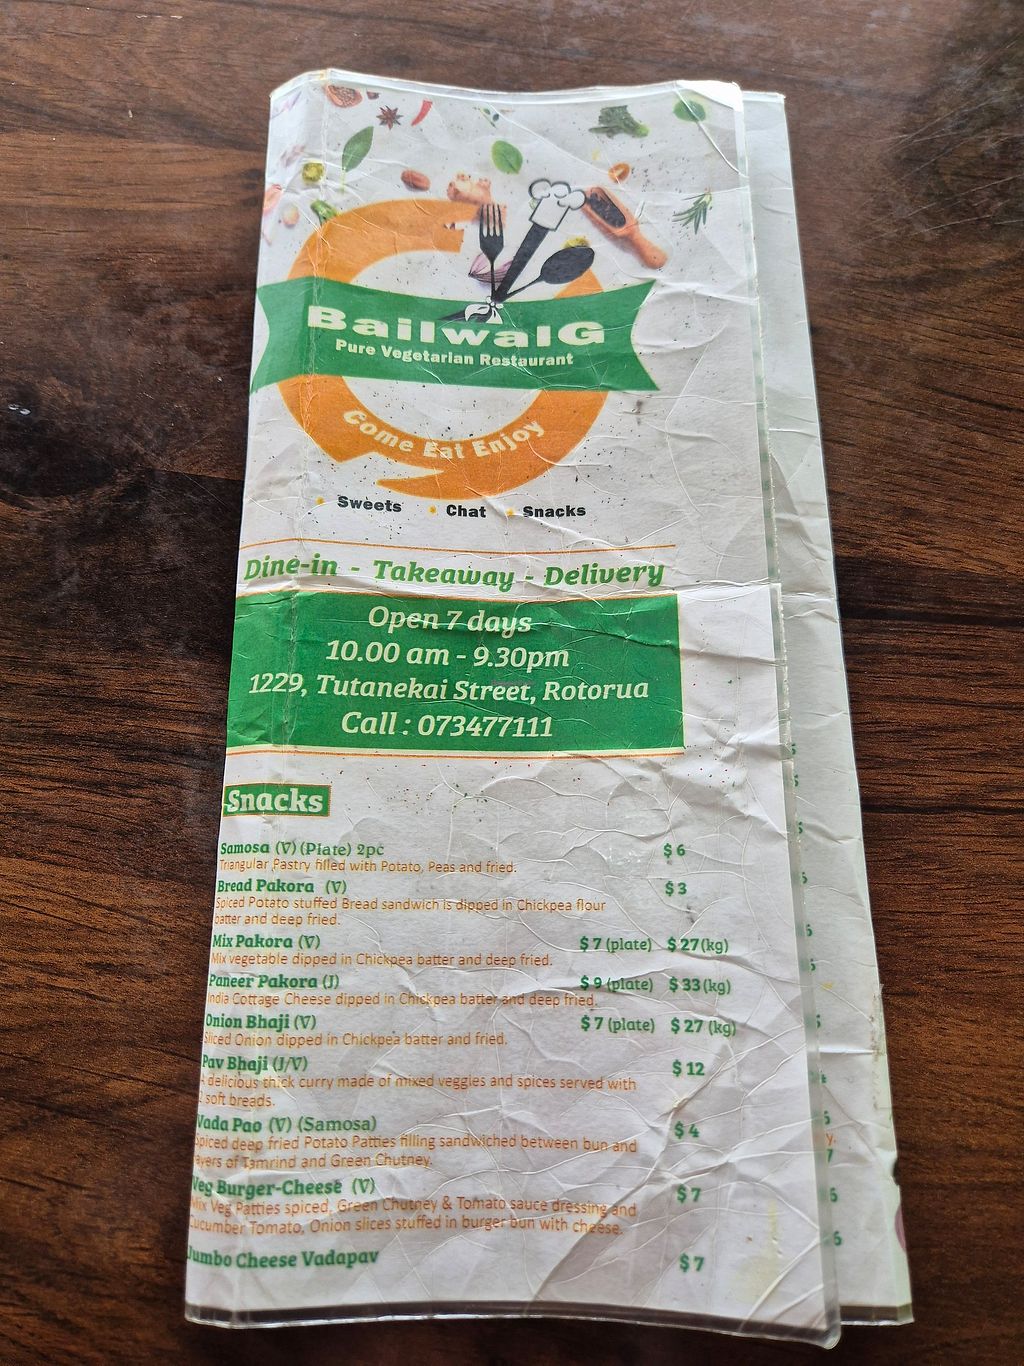 BailwalG
Pure Vegetarian Restaurant
Come Eat Enjoy
Sweets Chat Snacks
Dine-in - Takeaway - Delivery
Open 7 days
10.00 am - 9.30pm
1229, Tutanekai Street, Rotorua
Call : 073477111
Snacks
Samosa (V) (Plate) 2pc $ 6
Triangular Pastry filled with Potato, Peas and fried.
Bread Pakora (V) $ 3
Spiced Potato stuffed Bread sandwich is dipped in Chickpea flour
batter and deep fried.
Mix Pakora (V) $ 7 (plate) $ 27(kg)
Mix vegetable dipped in Chickpea batter and deep fried.
Paneer Pakora (J) $ 9 (plate) $ 33(kg)
India Cottage Cheese dipped in Chickpea batter and deep fried.
Onion Bhaji (V) $ 7 (plate) $ 27 (kg)
Sliced Onion dipped in Chickpea batter and fried.
Pav Bhaji (J/V) $ 12
A delicious thick curry made of mixed veggies and spices served with
2 soft breads.
Vada Pao (V) (Samosa) $ 4
Spiced deep fried Potato Patties filling sandwiched between bun and
layers of Tamrind and Green Chutney.
Veg Burger-Cheese (V) $ 7
Mix Veg Patties spiced, Green Chutney & Tomato sauce dressing and
Cucumber Tomato, Onion slices stuffed in burger bun with cheese.
Jumbo Cheese Vadapav $ 7